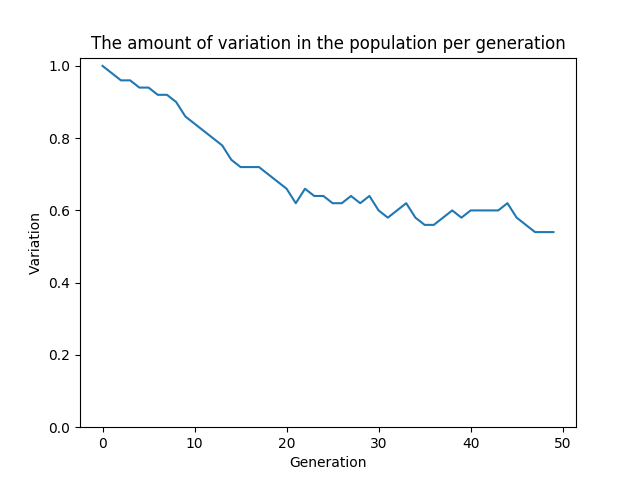 The amount of variation in the population per generation
1.0
0.8
0.6
0.4
0.2
0.0
Variation
0 10 20 30 40 50
Generation